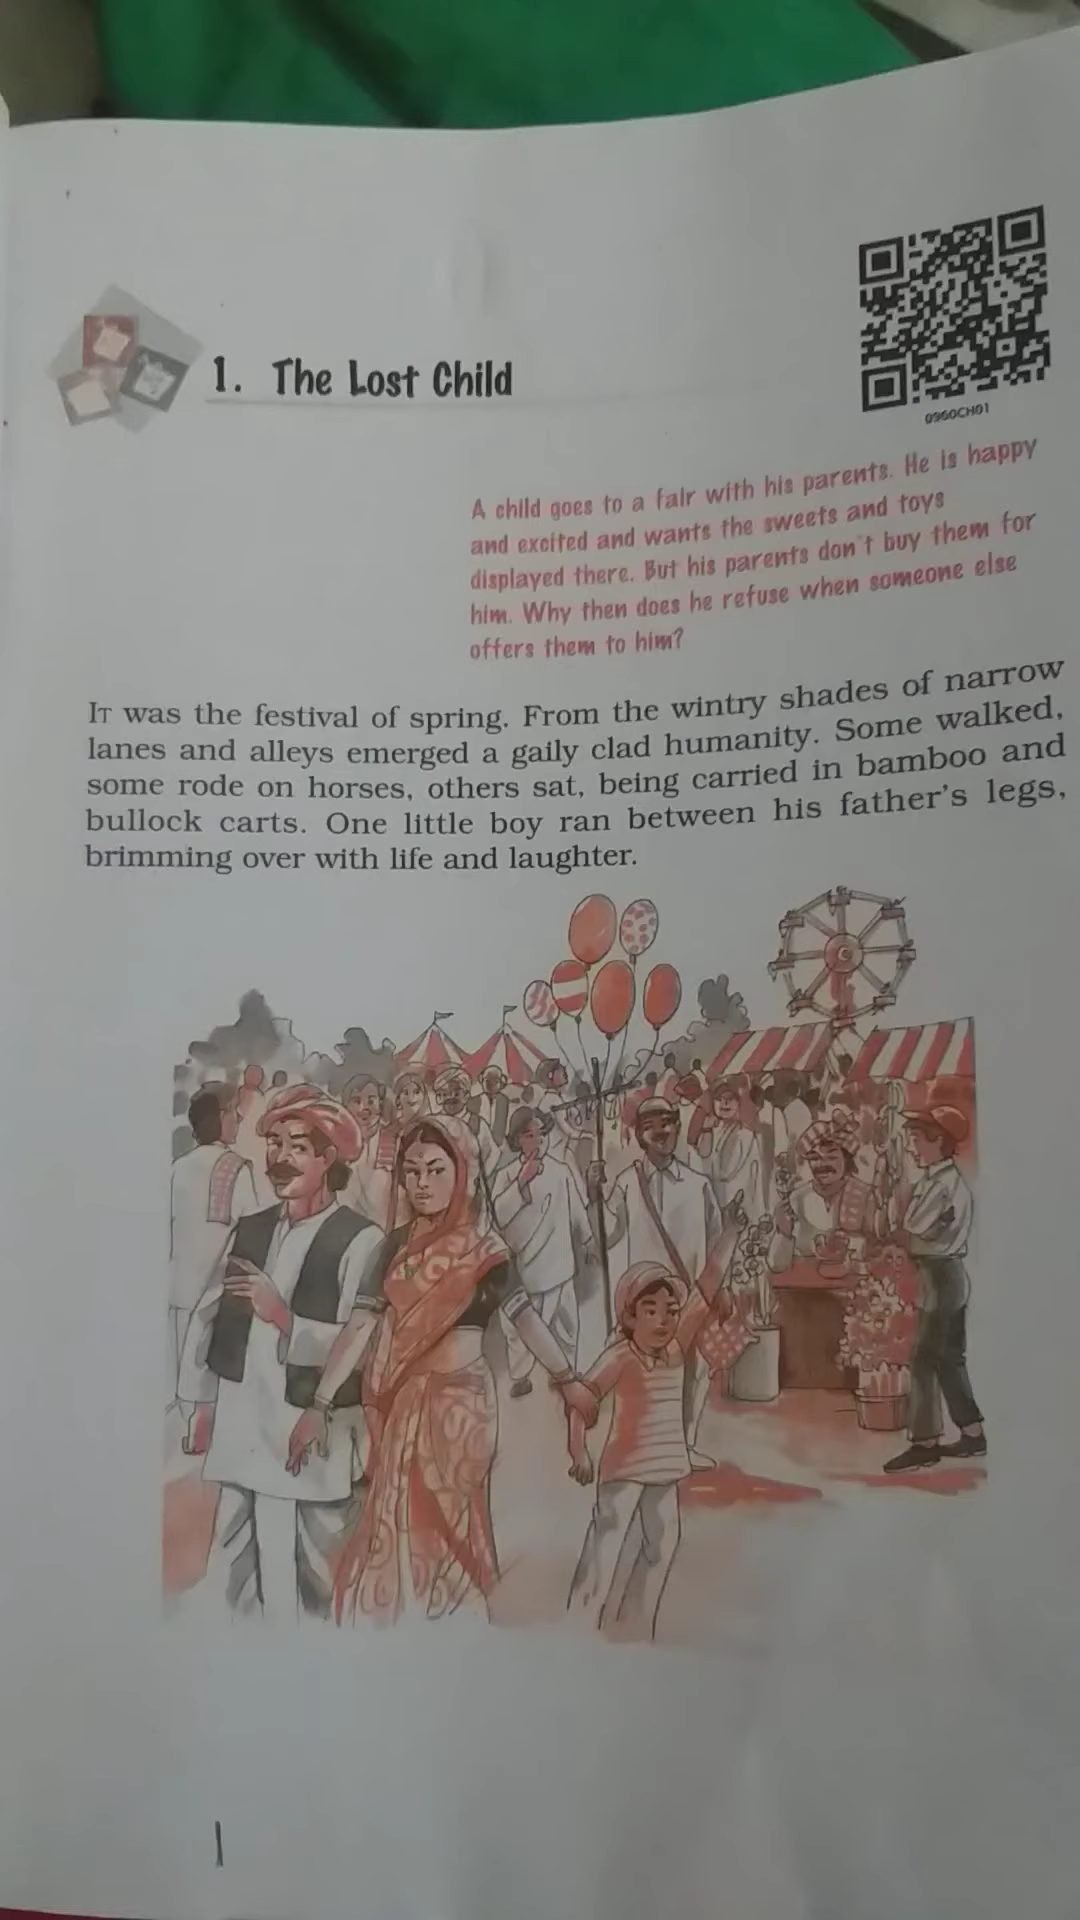 1. The Lost Child
0960CH01
A child goes to a fair with his parents. He is happy
and excited and wants the sweets and toys
displayed there. But his parents don't buy them for
him. Why then does he refuse when someone else
offers them to him?
IT was the festival of spring. From the wintry shades of narrow
lanes and alleys emerged a gaily clad humanity. Some walked,
some rode on horses, others sat, being carried in bamboo and
bullock carts. One little boy ran between his father's legs,
brimming over with life and laughter.